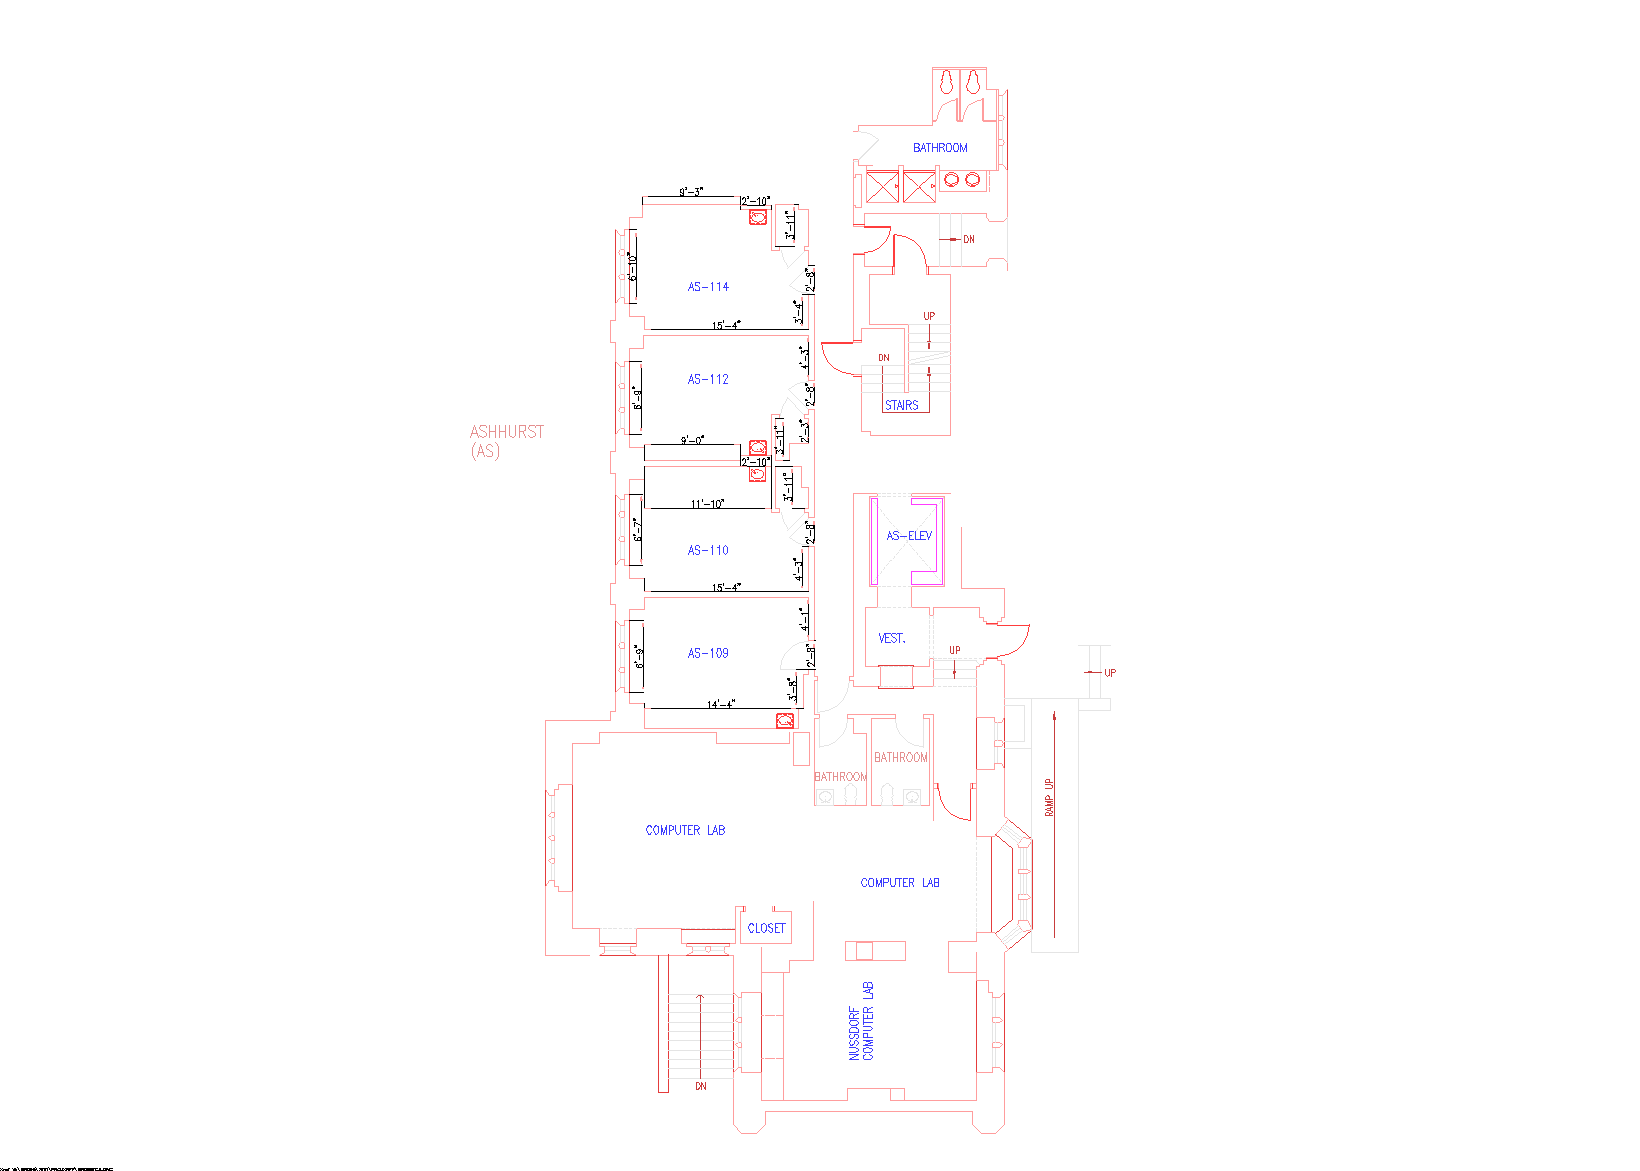 BATHROOM
9'-3"
2'-10"
3'-11"
DN
6'-10"
AS-114
2'-8"
3'-4"
15'-4"
UP
4'-3"
DN
AS-112
2'-8"
6'-9"
STAIRS
ASHHURST
(AS)
2'-3"
3'-11"
9'-0"
2'-10"
3'-11"
11'-10"
6'-7"
2'-8"
AS-ELEV
AS-110
4'-3"
15'-4"
4'-1"
VEST.
AS-109
2'-8"
6'-9"
UP
UP
3'-8"
14'-4"
BATHROOM
BATHROOM
RAMP UP
COMPUTER LAB
COMPUTER LAB
CLOSET
NUSSDORF
COMPUTER LAB
DN